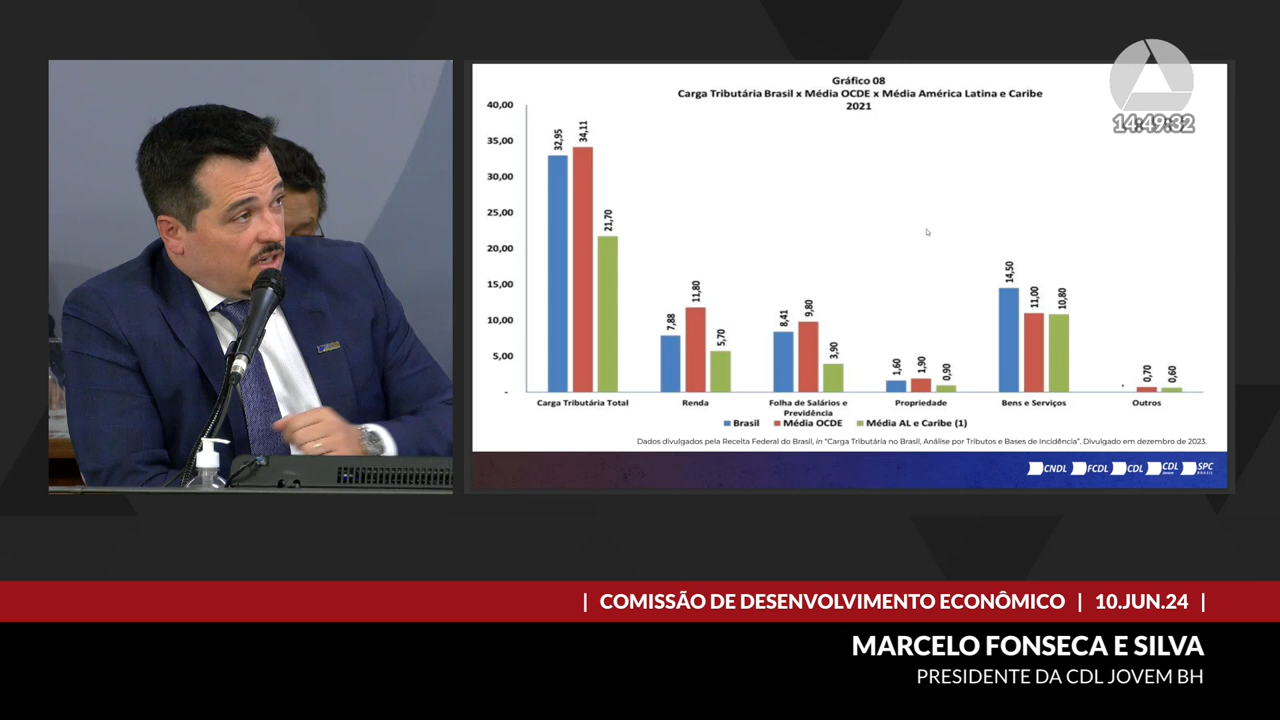 14:49:32
Gráfico 08
Carga Tributária Brasil x Média OCDE x Média América Latina e Caribe
2021
40,00
35,00
30,00
25,00
20,00
15,00
10,00
5,00
-
32,95
34,11
21,70
7,88
11,80
5,70
8,41
9,80
3,90
1,60
1,90
0,90
14,50
11,00
10,80
-
0,70
0,60
Carga Tributária Total
Renda
Folha de Salários e
Previdência
Propriedade
Bens e Serviços
Outros
Brasil Média OCDE Média AL e Caribe (1)
Dados divulgados pela Receita Federal do Brasil, in "Carga Tributária no Brasil, Análise por Tributos e Bases de Incidência". Divulgado em dezembro de 2023.
CNDL FCDL CDL CDL Jovem SPC BRASIL
| COMISSÃO DE DESENVOLVIMENTO ECONÔMICO | 10.JUN.24 |
MARCELO FONSECA E SILVA
PRESIDENTE DA CDL JOVEM BH